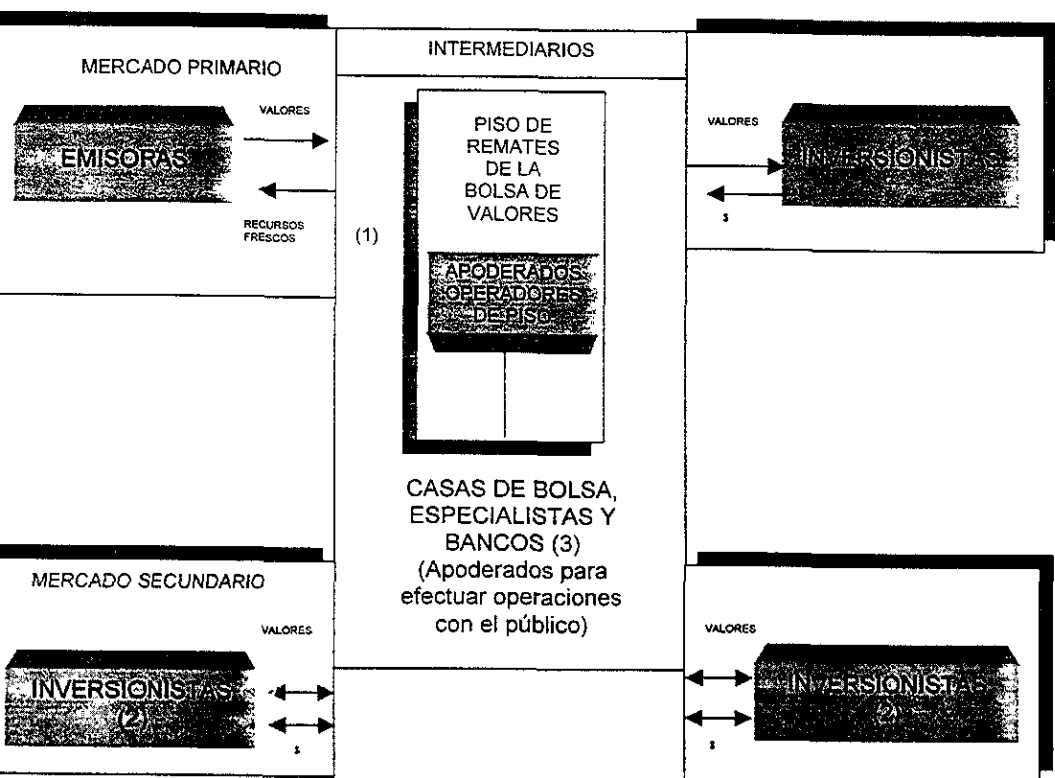 MERCADO PRIMARIO
VALORES
EMISORAS
RECURSOS
FRESCOS
INTERMEDIARIOS
(1)
PISO DE
REMATES
DE LA
BOLSA DE
VALORES
APODERADOS
OPERADORES
DE PISO
CASAS DE BOLSA,
ESPECIALISTAS Y
BANCOS (3)
(Apoderados para
efectuar operaciones
con el público)
VALORES
INVERSIONISTAS
$
MERCADO SECUNDARIO
VALORES
INVERSIONISTAS
(2)
$
VALORES
INVERSIONISTAS
(2)
$